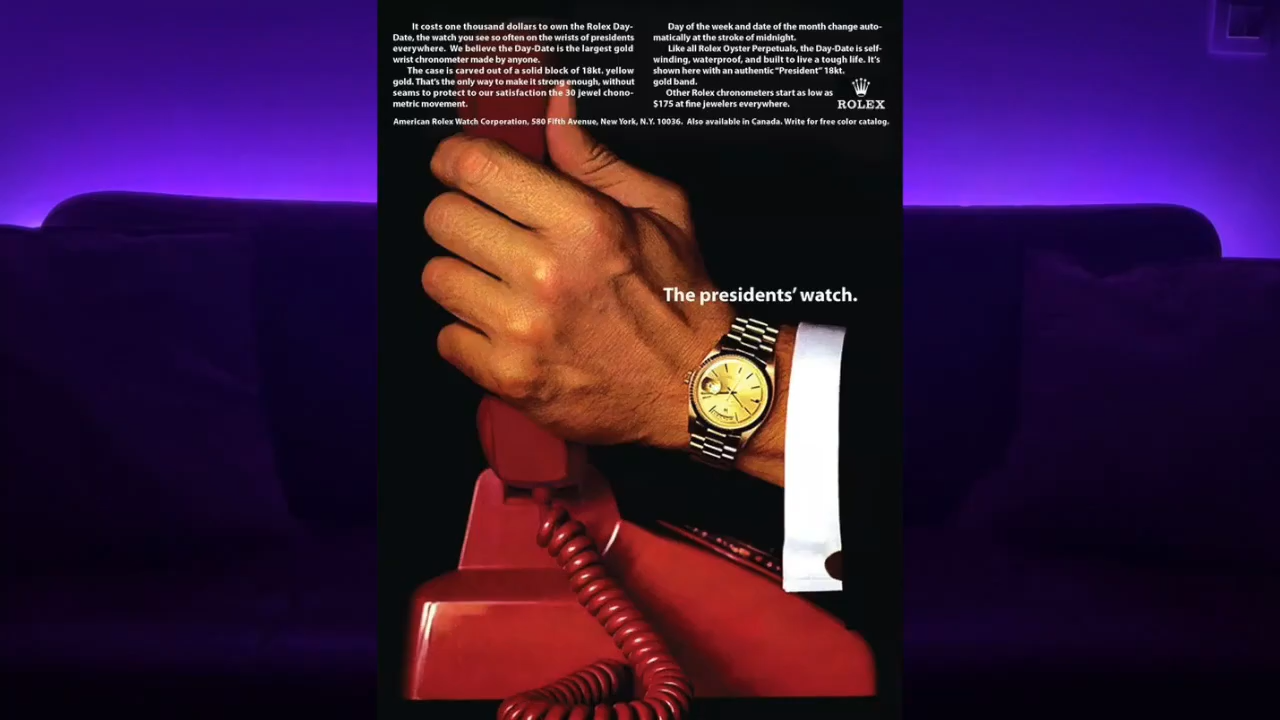 It costs one thousand dollars to own the Rolex Day-
Date, the watch you see so often on the wrists of presidents
everywhere. We believe the Day-Date is the largest gold
wrist chronometer made by anyone.
The case is carved out of a solid block of 18kt. yellow
gold. That's the only way to make it strong enough, without
seams to protect to our satisfaction the 30 jewel chono-
metric movement.
Day of the week and date of the month change auto-
matically at the stroke of midnight.
Like all Rolex Oyster Perpetuals, the Day-Date is self-
winding, waterproof, and built to live a tough life. It's
shown here with an authentic "President" 18kt.
gold band.
Other Rolex chronometers start as low as
$175 at fine jewelers everywhere.
ROLEX
American Rolex Watch Corporation, 580 Fifth Avenue, New York, N.Y. 10036. Also available in Canada. Write for free color catalog.
The presidents' watch.